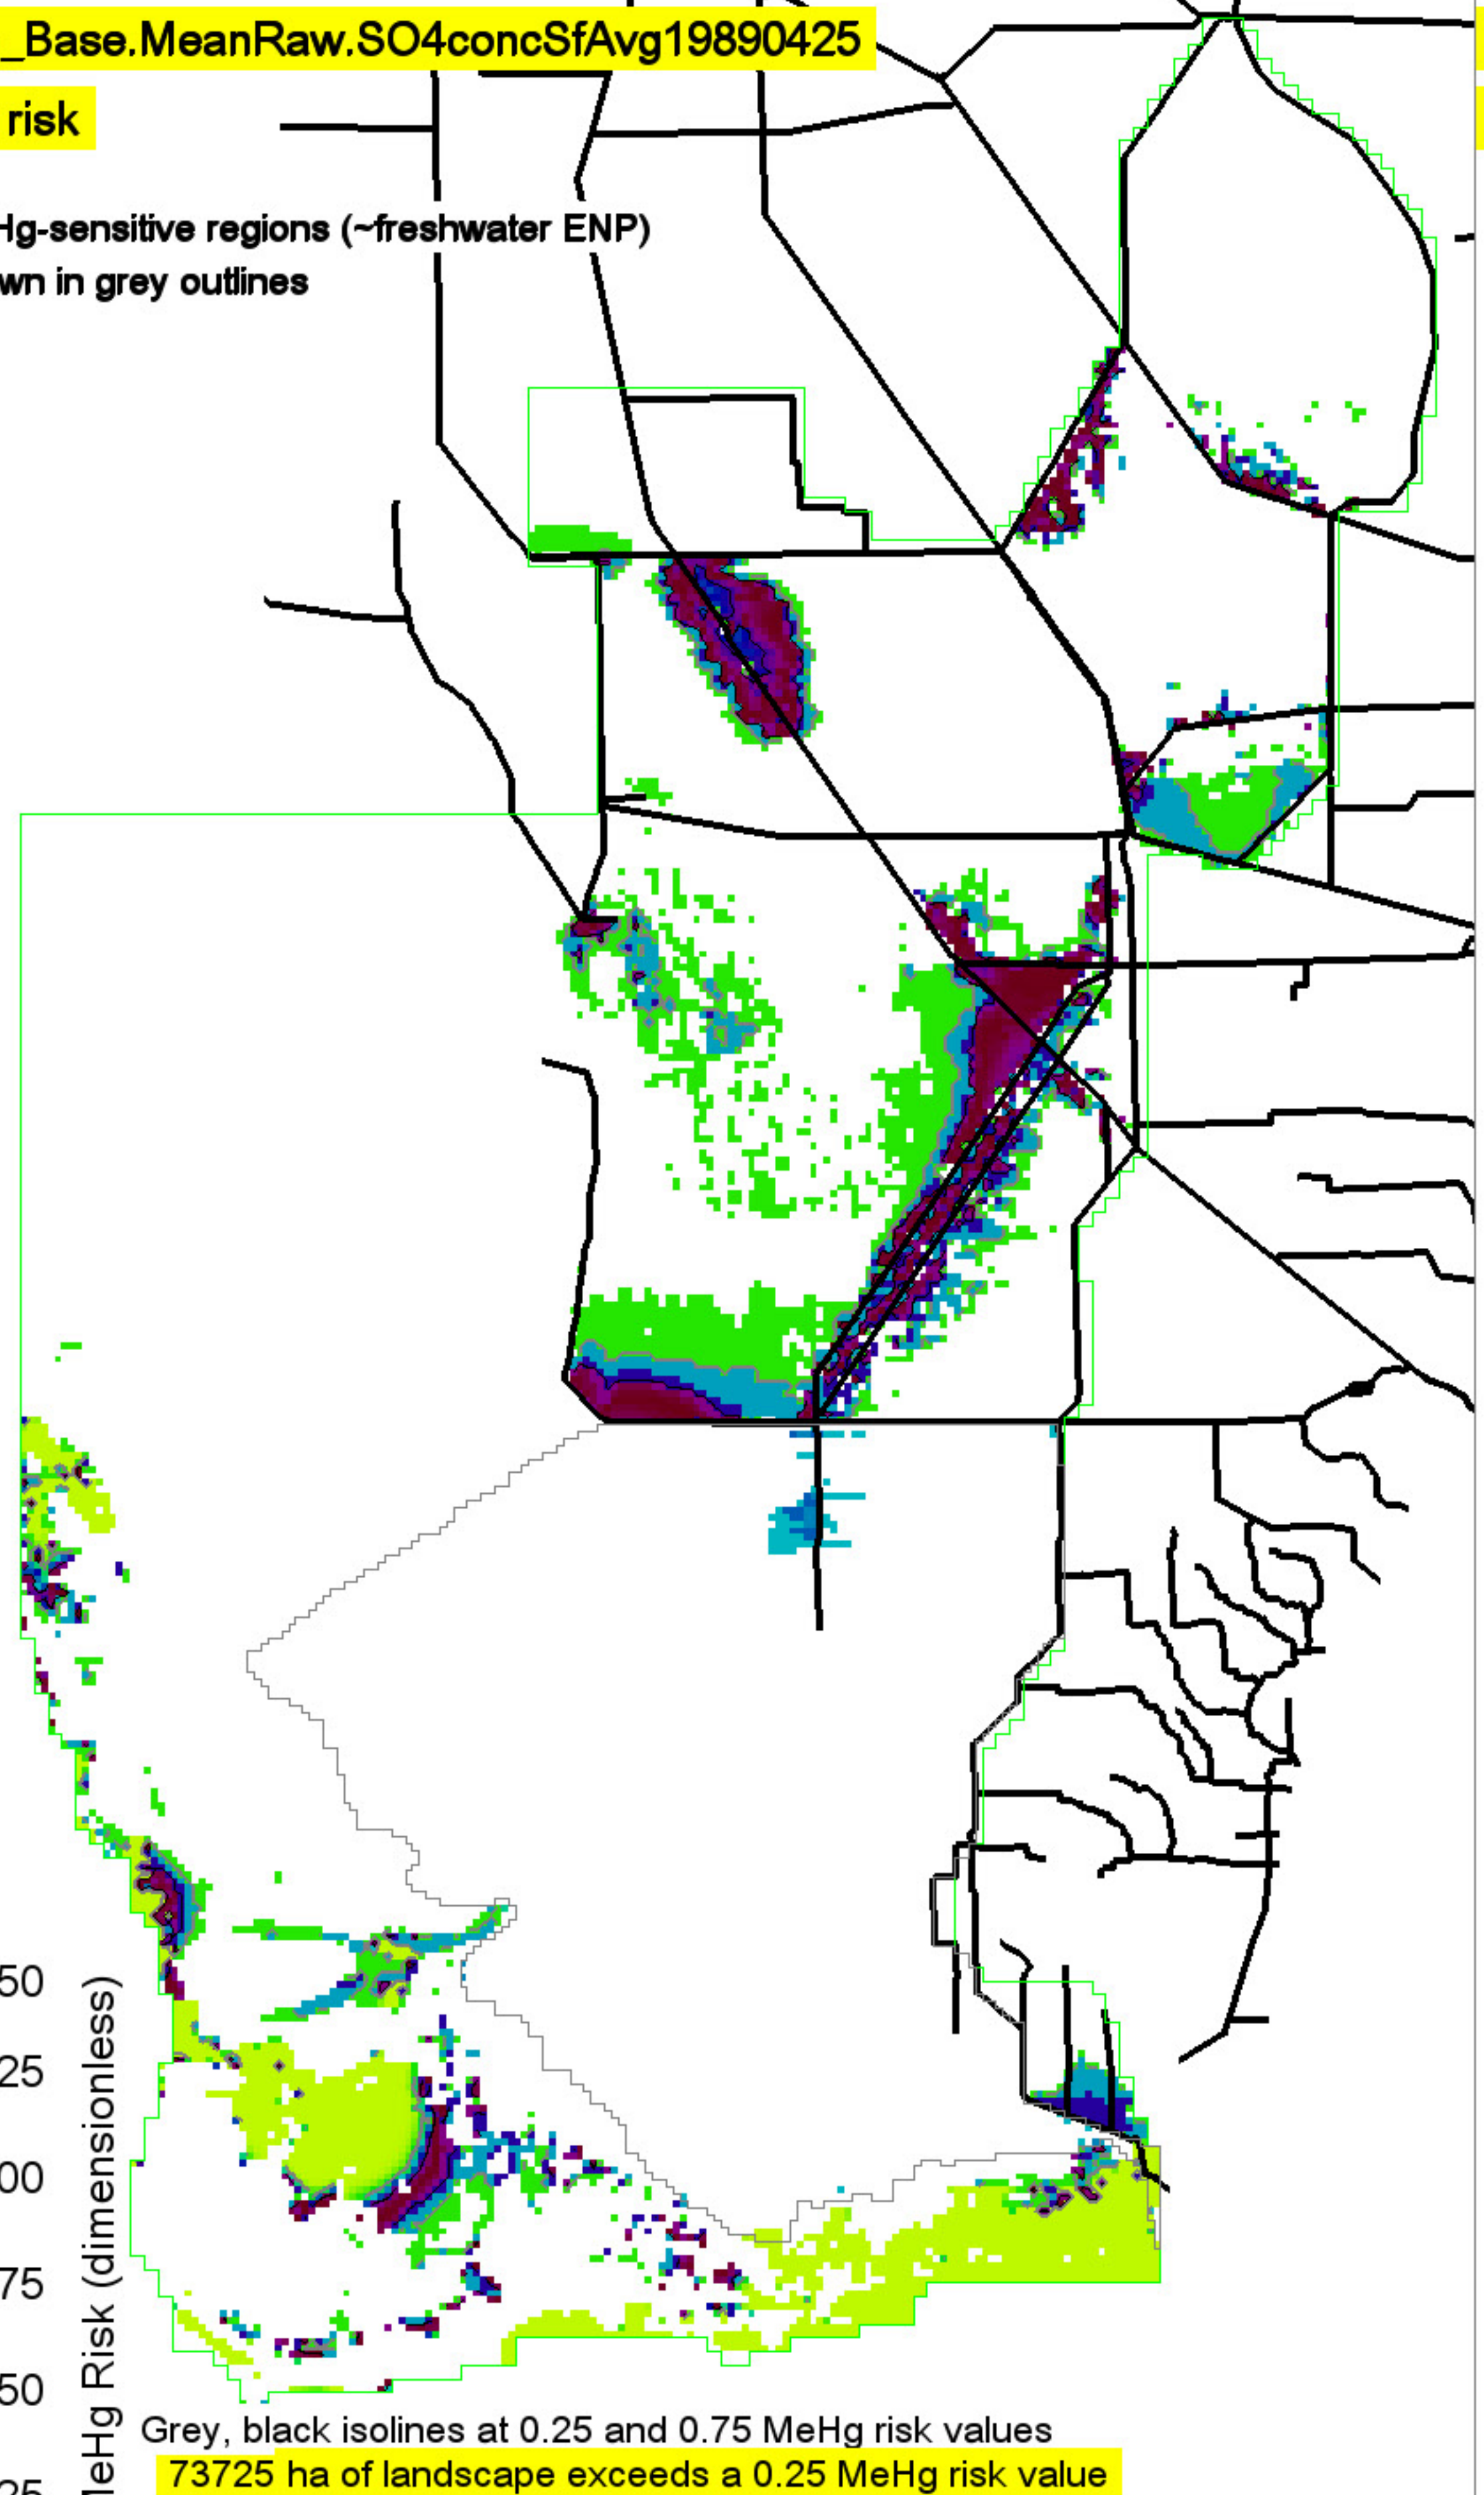 _Base.MeanRaw.SO4concSfAvg19890425
risk
Hg-sensitive regions (~freshwater ENP)
wn in grey outlines
50
25
00
75
50
25
MeHg Risk (dimensionless)
Grey, black isolines at 0.25 and 0.75 MeHg risk values
73725 ha of landscape exceeds a 0.25 MeHg risk value